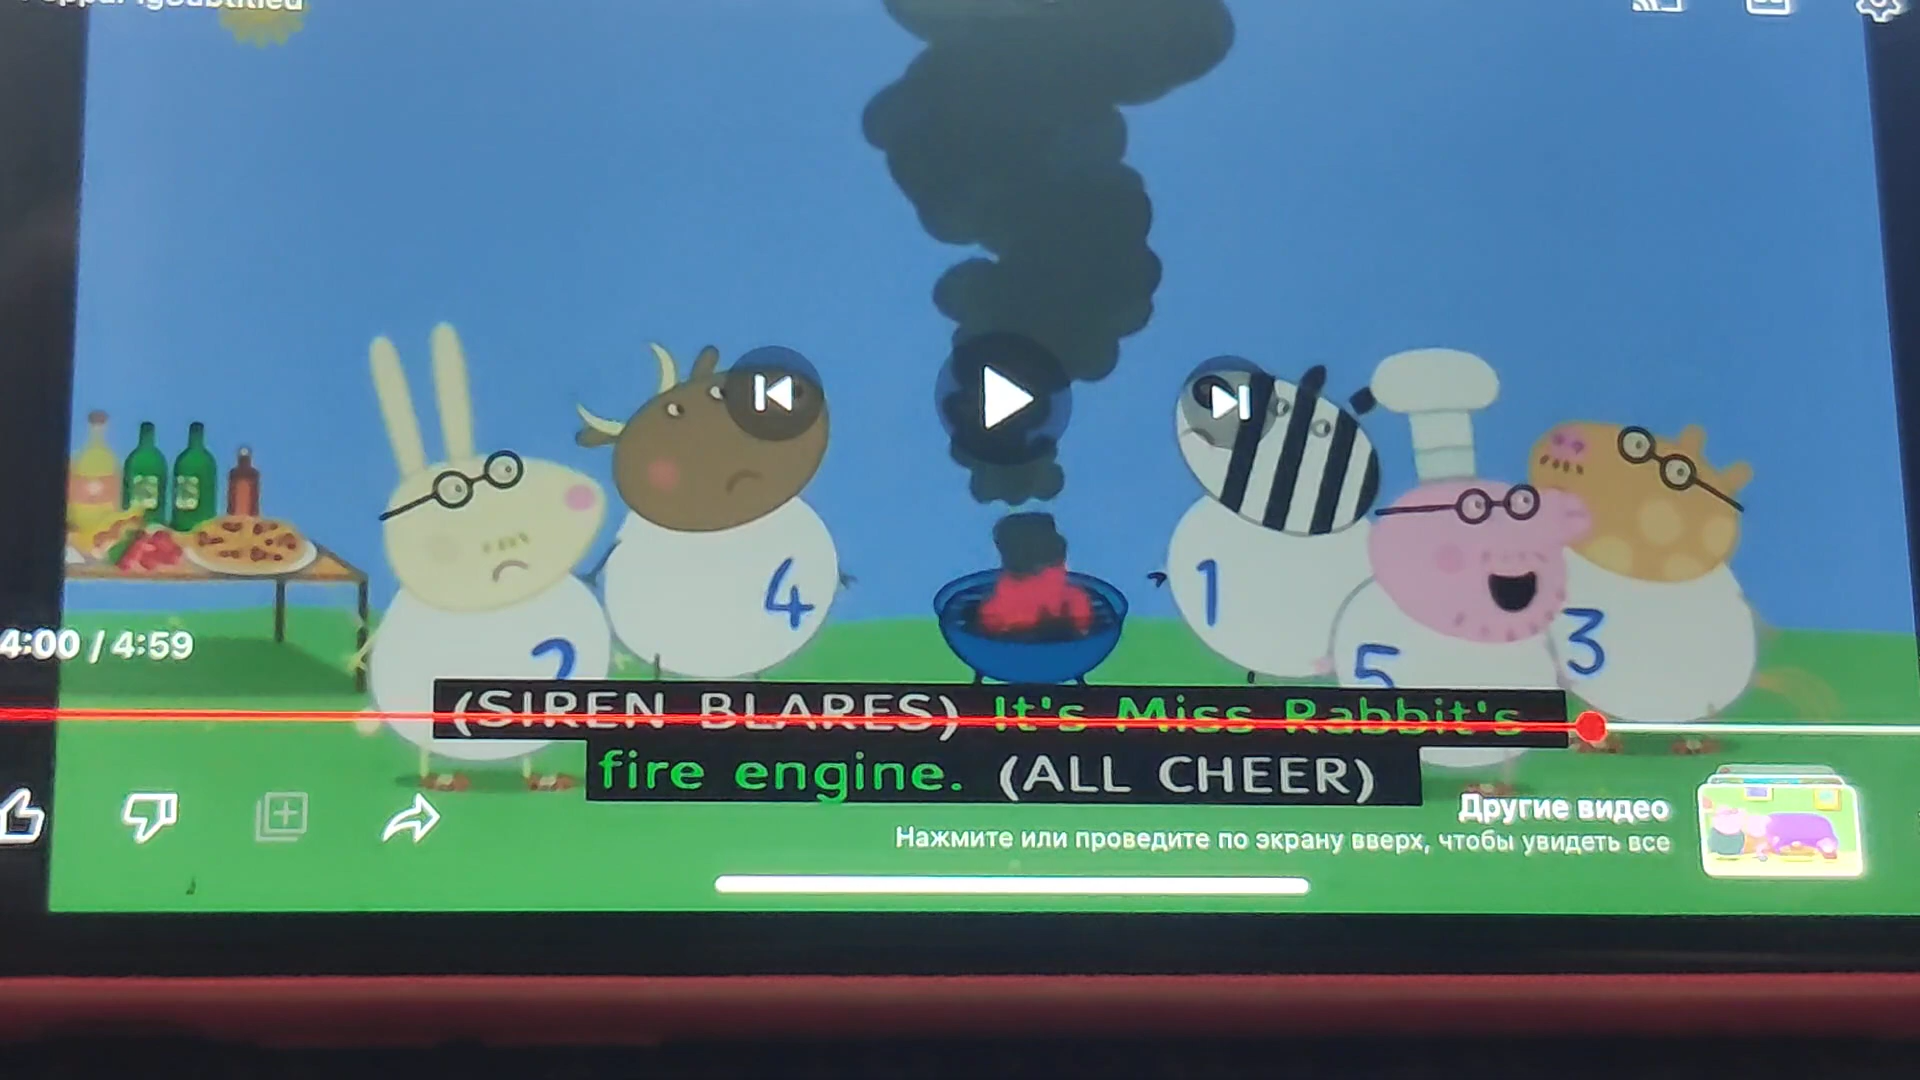 4
1
2
5
3
4:00 / 4:59
(SIREN BLARES) It's Miss Rabbit's
fire engine. (ALL CHEER)
Другие видео
Нажмите или проведите по экрану вверх, чтобы увидеть все